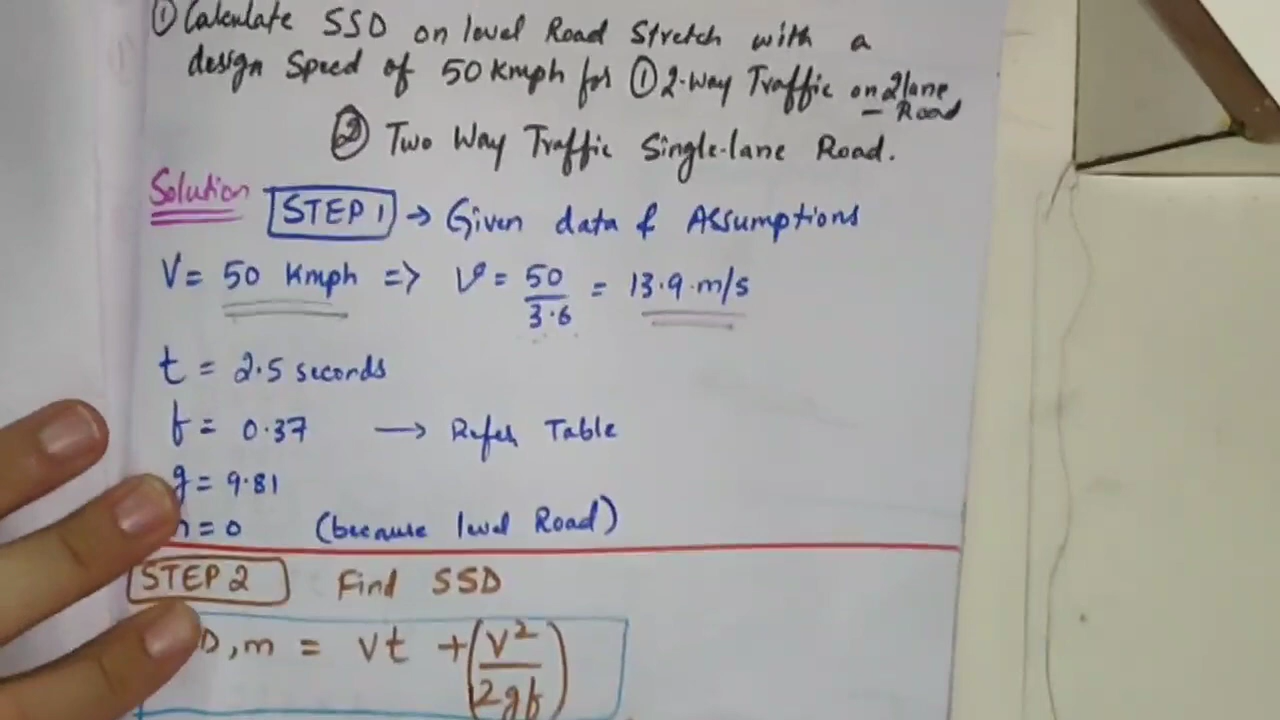 ① Calculate SSD on level Road Stretch with a
design Speed of 50 Kmph for ① 2-way Traffic on 2 lane
- Road
② Two Way Traffic Single-lane Road.
Solution STEP 1 → Given data & Assumptions
V = 50 Kmph => v = 50/3.6 = 13.9 m/s
t = 2.5 seconds
f = 0.37 → Refer Table
g = 9.81
n = 0 (because level Road)
STEP 2 Find SSD
D, m = vt + (v²/2gf)